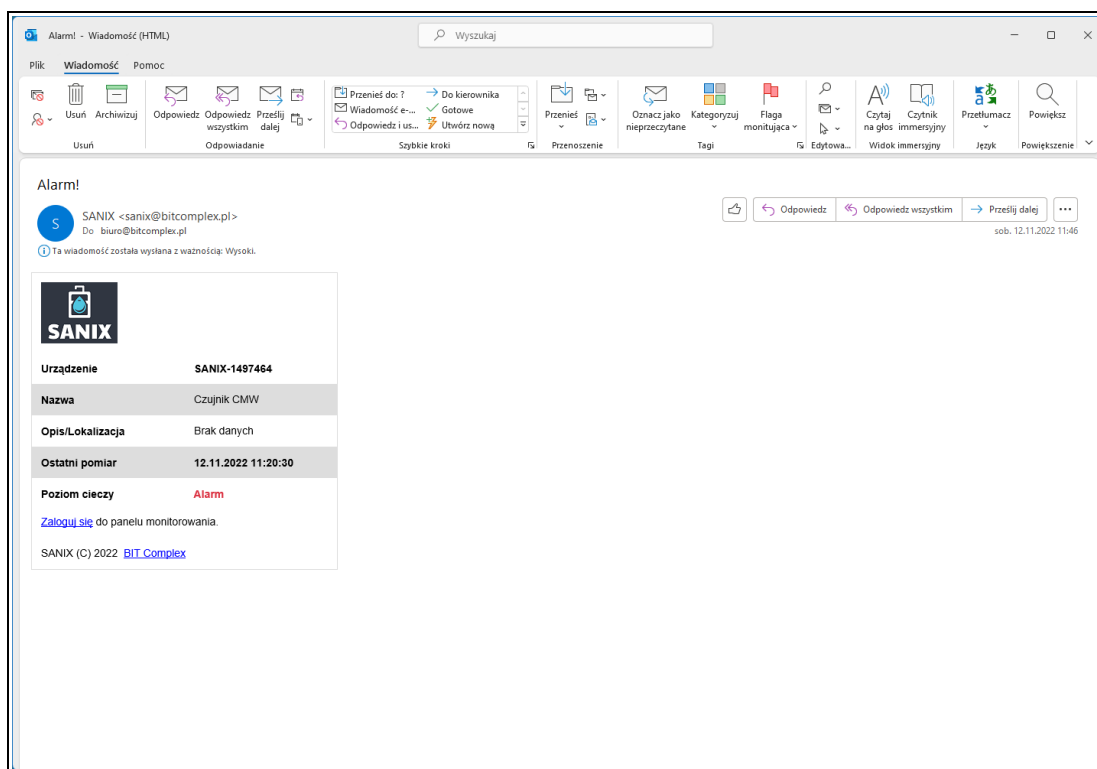 Alarm! - Wiadomość (HTML)
Wyszukaj
Plik Wiadomość Pomoc
Usuń Archiwizuj
Odpowiedz Odpowiedz wszystkim Prześlij dalej
Przenieś do: ? Do kierownika
Wiadomość e-... Gotowe
Odpowiedz i us... Utwórz nową
Przenieś
Oznacz jako nieprzeczytane Kategoryzuj Flaga monitująca
Czytaj na głos Czytnik immersyjny
Przetłumacz
Powiększ
Usuń Odpowiadanie Szybkie kroki Przenoszenie Tagi Edytowa... Widok immersyjny Język Powiększenie
Alarm!
S
SANIX <sanix@bitcomplex.pl>
Do biuro@bitcomplex.pl
Odpowiedz Odpowiedz wszystkim Prześlij dalej
sob. 12.11.2022 11:46
Ta wiadomość została wysłana z ważnością: Wysoki.
SANIX
Urządzenie SANIX-1497464
Nazwa Czujnik CMW
Opis/Lokalizacja Brak danych
Ostatni pomiar 12.11.2022 11:20:30
Poziom cieczy Alarm
Zaloguj się do panelu monitorowania.
SANIX (C) 2022 BIT Complex